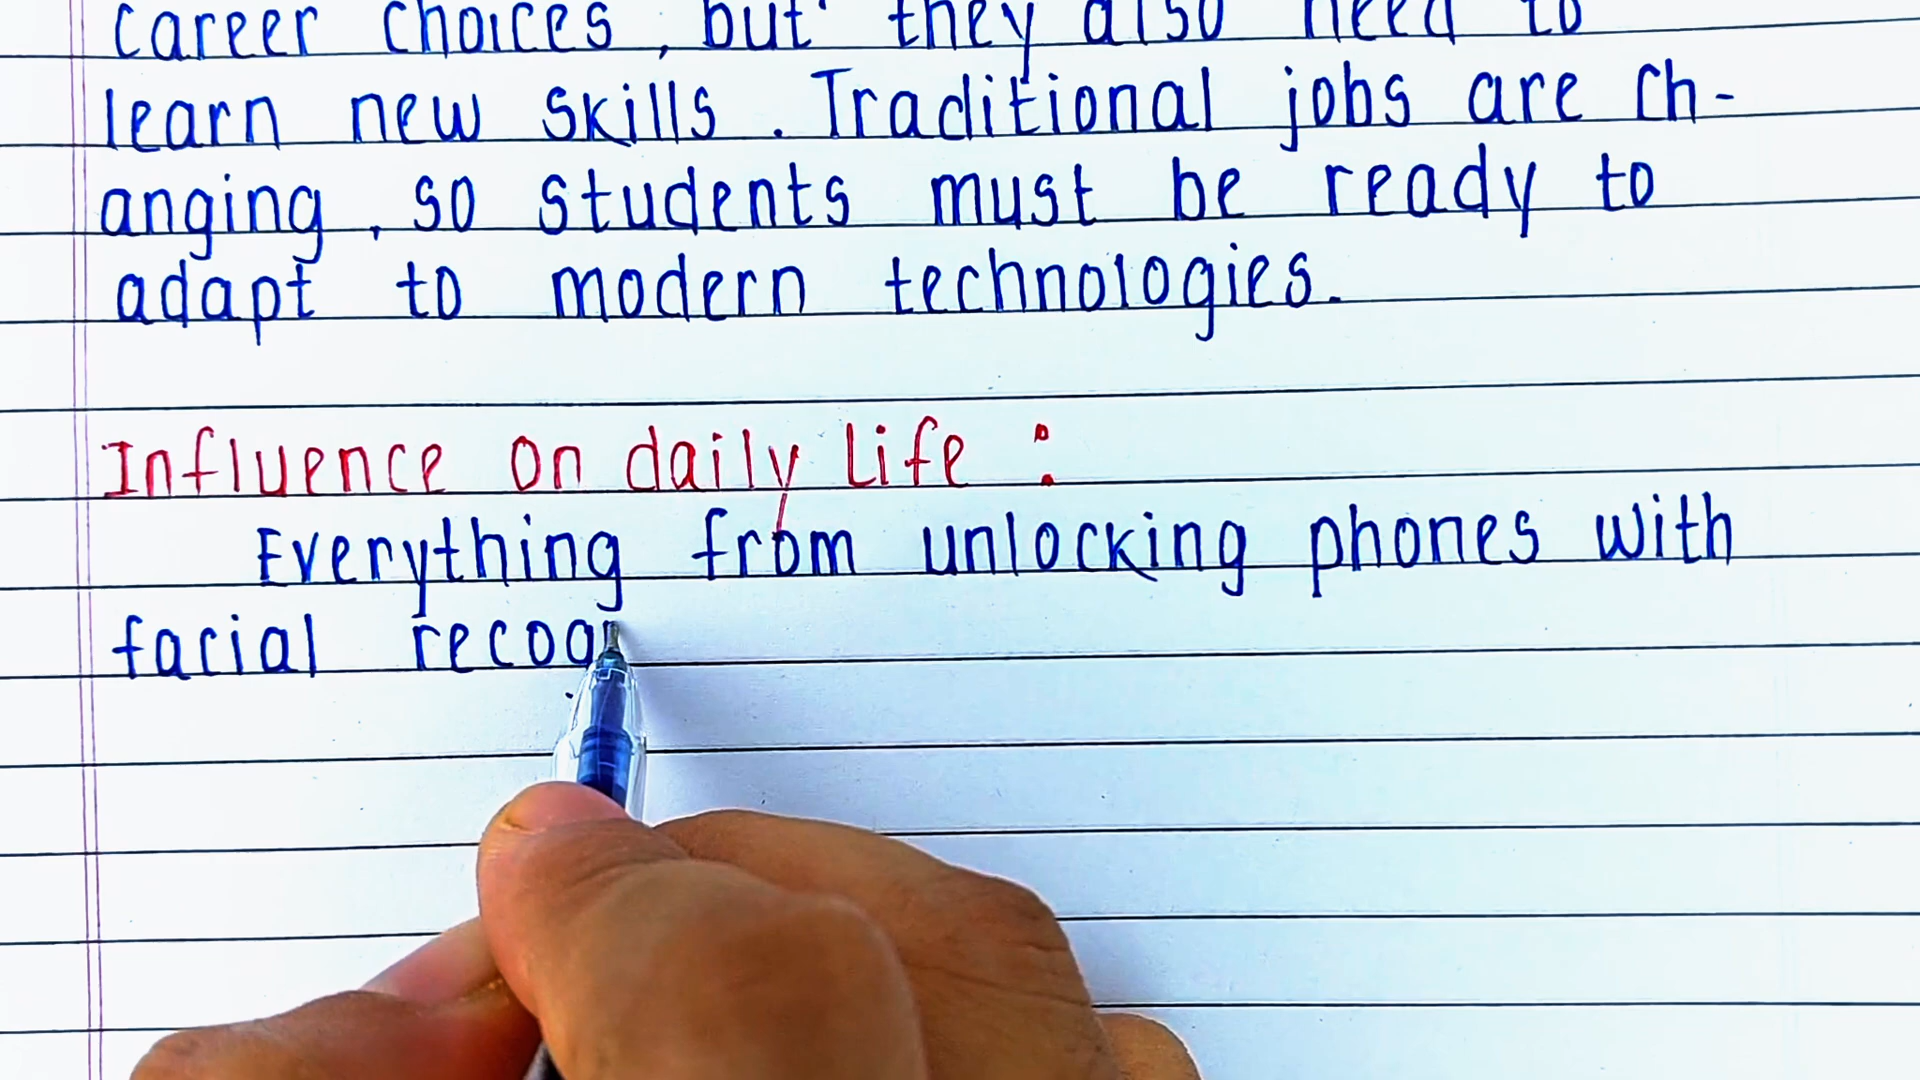 career choices, but they also need to
learn new skills. Traditional jobs are ch-
anging, so students must be ready to
adapt to modern technologies.
Influence on daily life :
Everything from unlocking phones with
facial recog